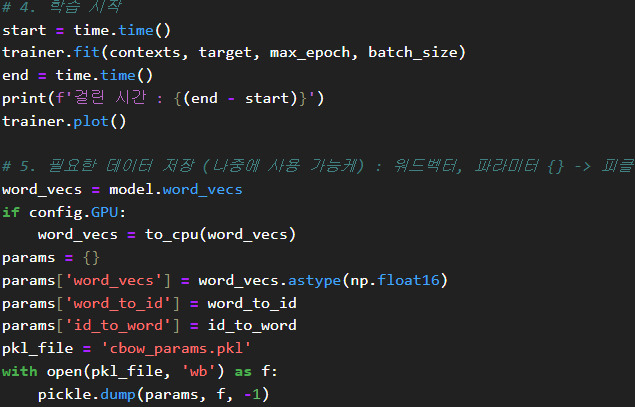 # 4. 학습 시작
start = time.time()
trainer.fit(contexts, target, max_epoch, batch_size)
end = time.time()
print(f'걸린 시간 : {(end - start)}')
trainer.plot()
# 5. 필요한 데이터 저장 (나중에 사용 가능케) : 워드벡터, 파라미터 {} -> 피클
word_vecs = model.word_vecs
if config.GPU:
    word_vecs = to_cpu(word_vecs)
params = {}
params['word_vecs'] = word_vecs.astype(np.float16)
params['word_to_id'] = word_to_id
params['id_to_word'] = id_to_word
pkl_file = 'cbow_params.pkl'
with open(pkl_file, 'wb') as f:
    pickle.dump(params, f, -1)